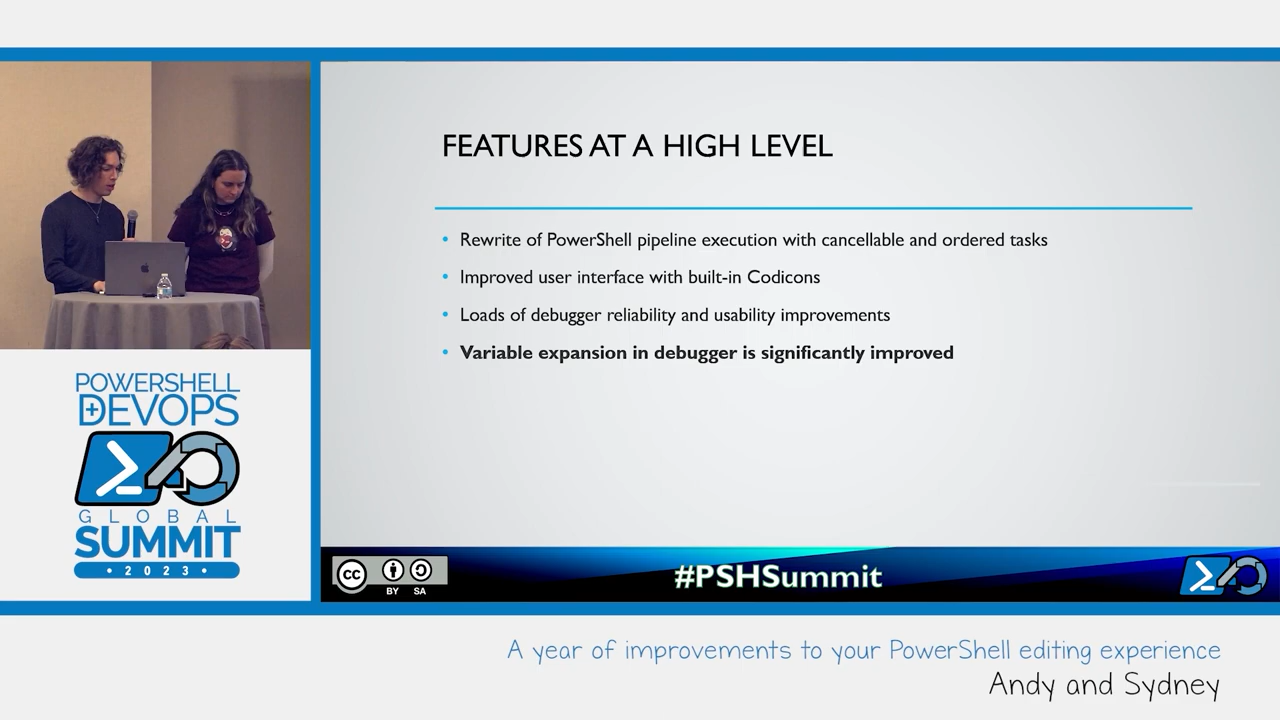 FEATURES AT A HIGH LEVEL
Rewrite of PowerShell pipeline execution with cancellable and ordered tasks
Improved user interface with built-in Codicons
Loads of debugger reliability and usability improvements
Variable expansion in debugger is significantly improved
POWERSHELL
+DEVOPS
GLOBAL
SUMMIT
• 2023 •
cc
BY SA
#PSHSummit
A year of improvements to your PowerShell editing experience
Andy and Sydney